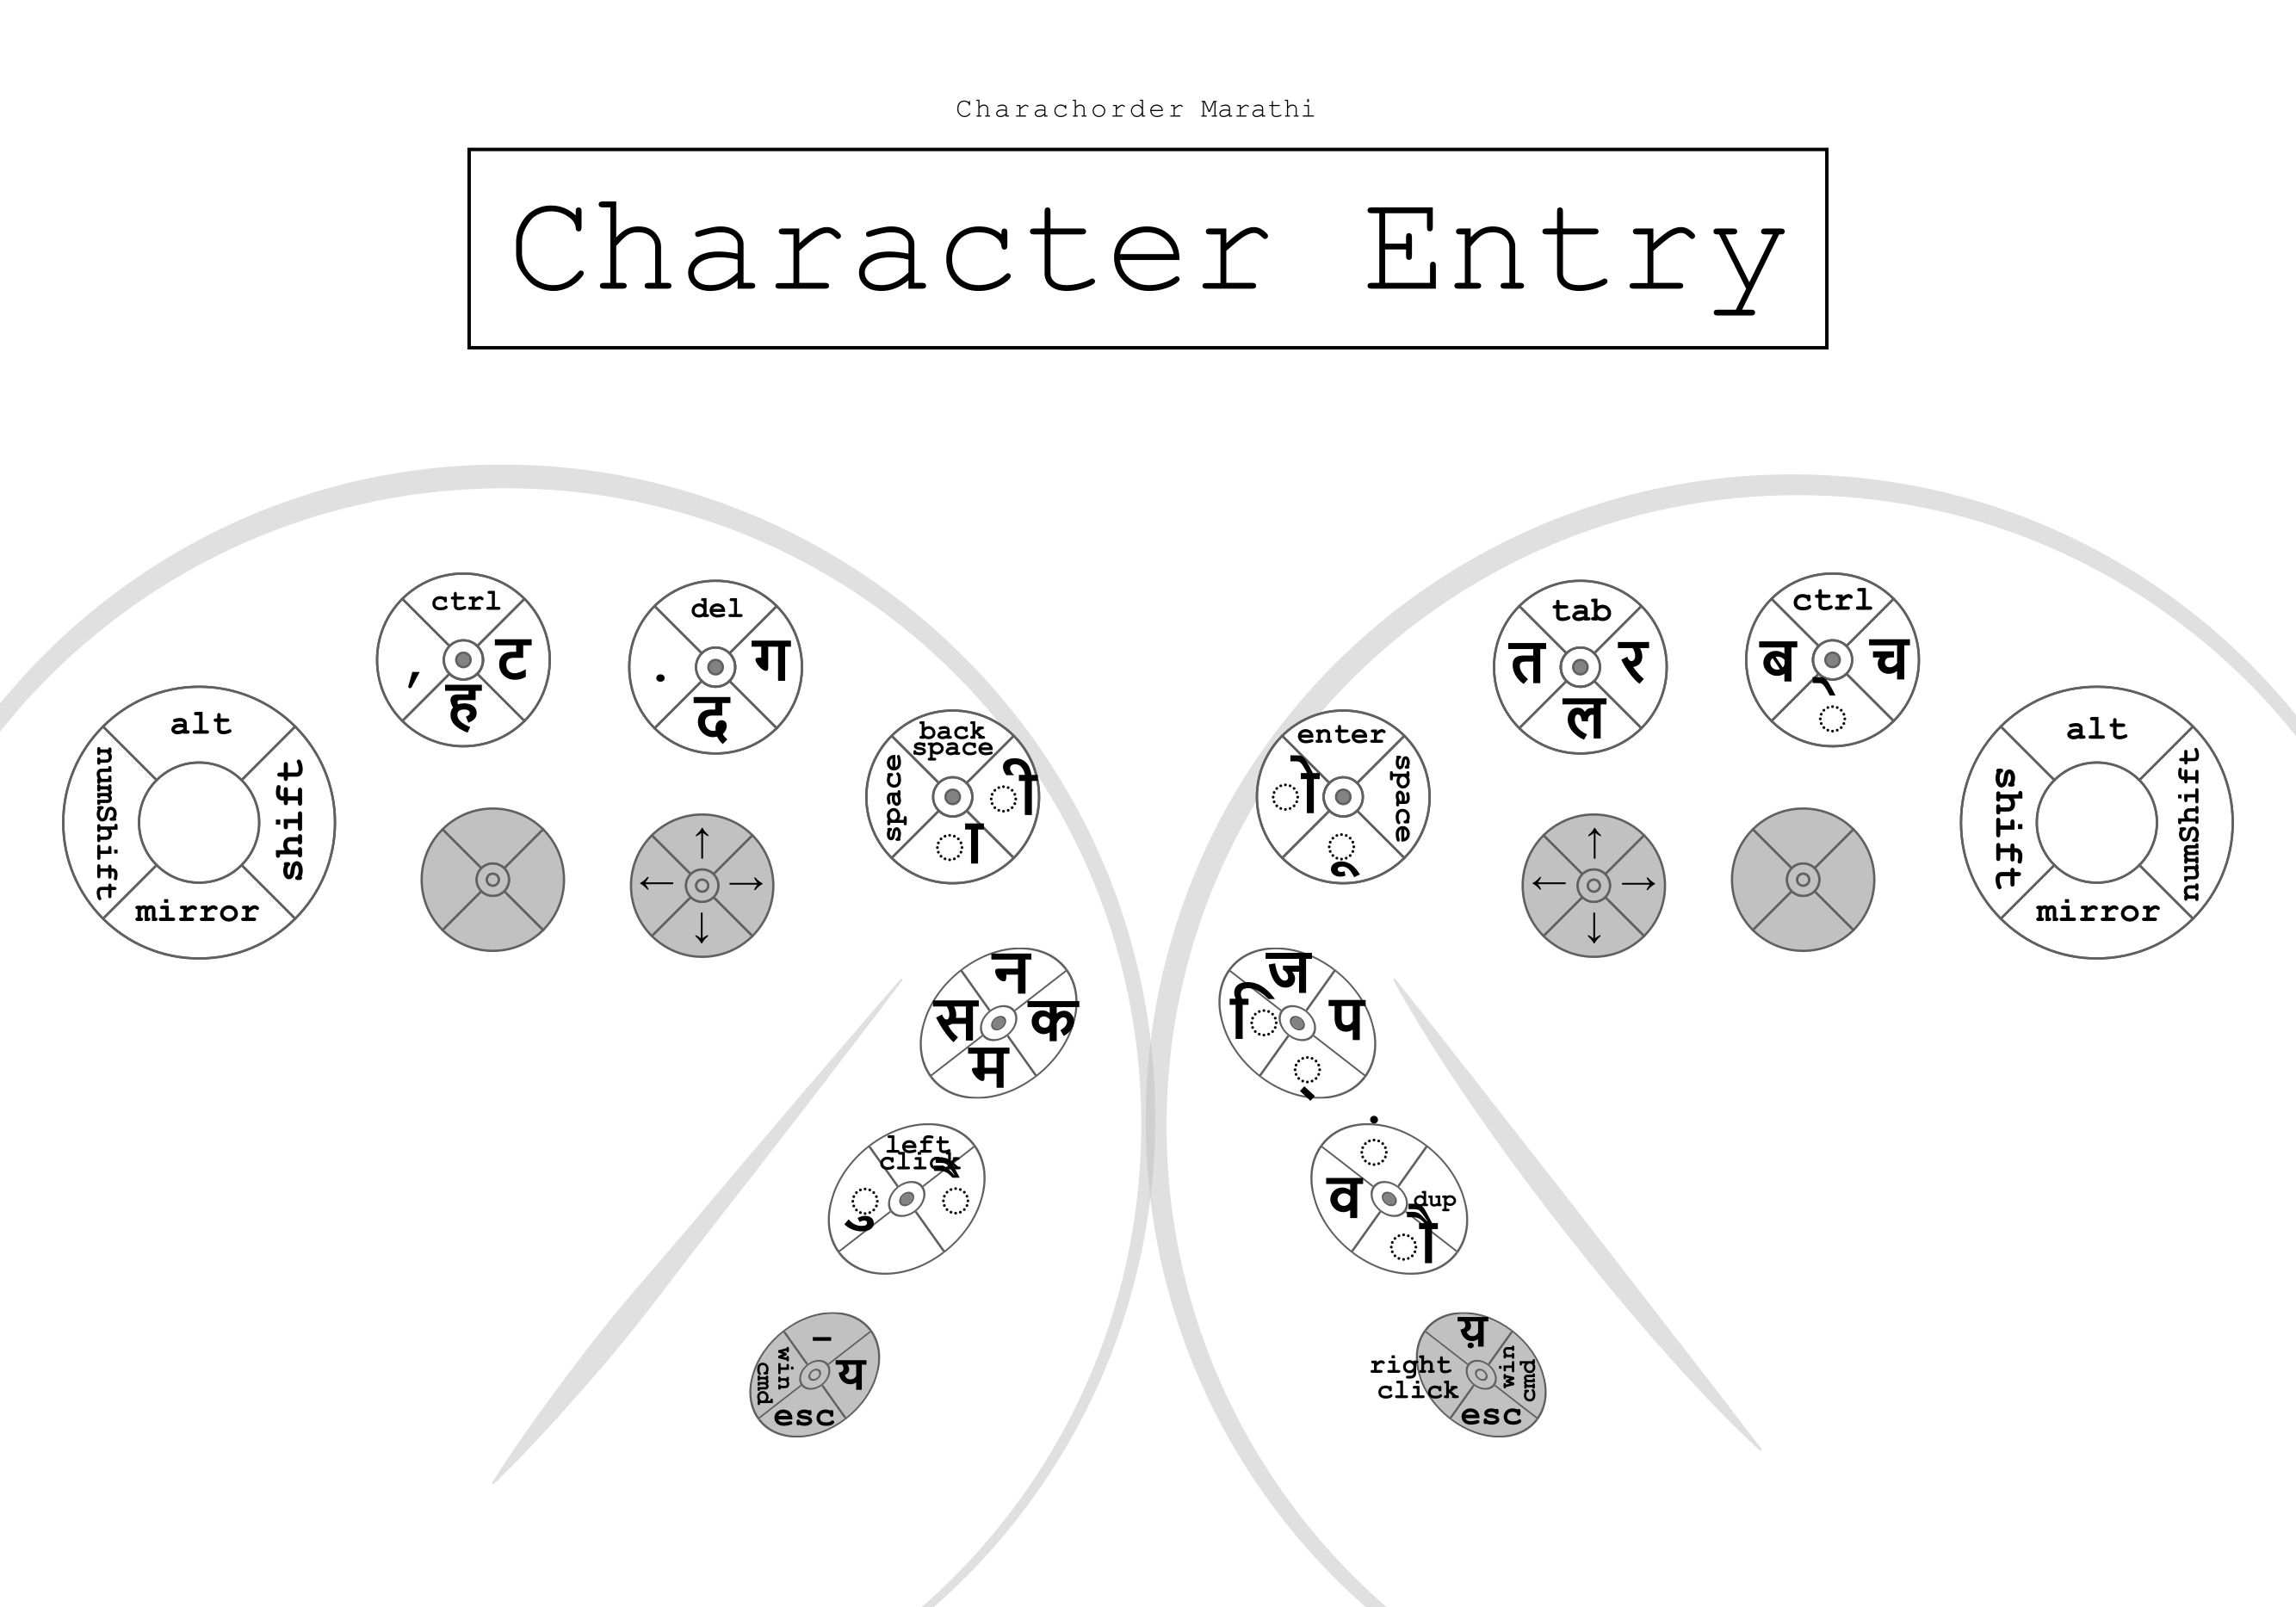 Charachorder Marathi
Character Entry
ctrl
,
ट
ह
del
.
ग
द
back
space
space
ी
ा
enter
ो
space
ू
tab
त
र
ल
ctrl
ब
च
े
alt
numShift
shift
mirror
↑
← →
↓
↑
← →
↓
alt
shift
numShift
mirror
न
स
क
म
ज
ि
प
़
left
click
ु
ै
ं
व
dup
ौ
-
win
cmd
य
esc
य़
right
click
win
cmd
esc